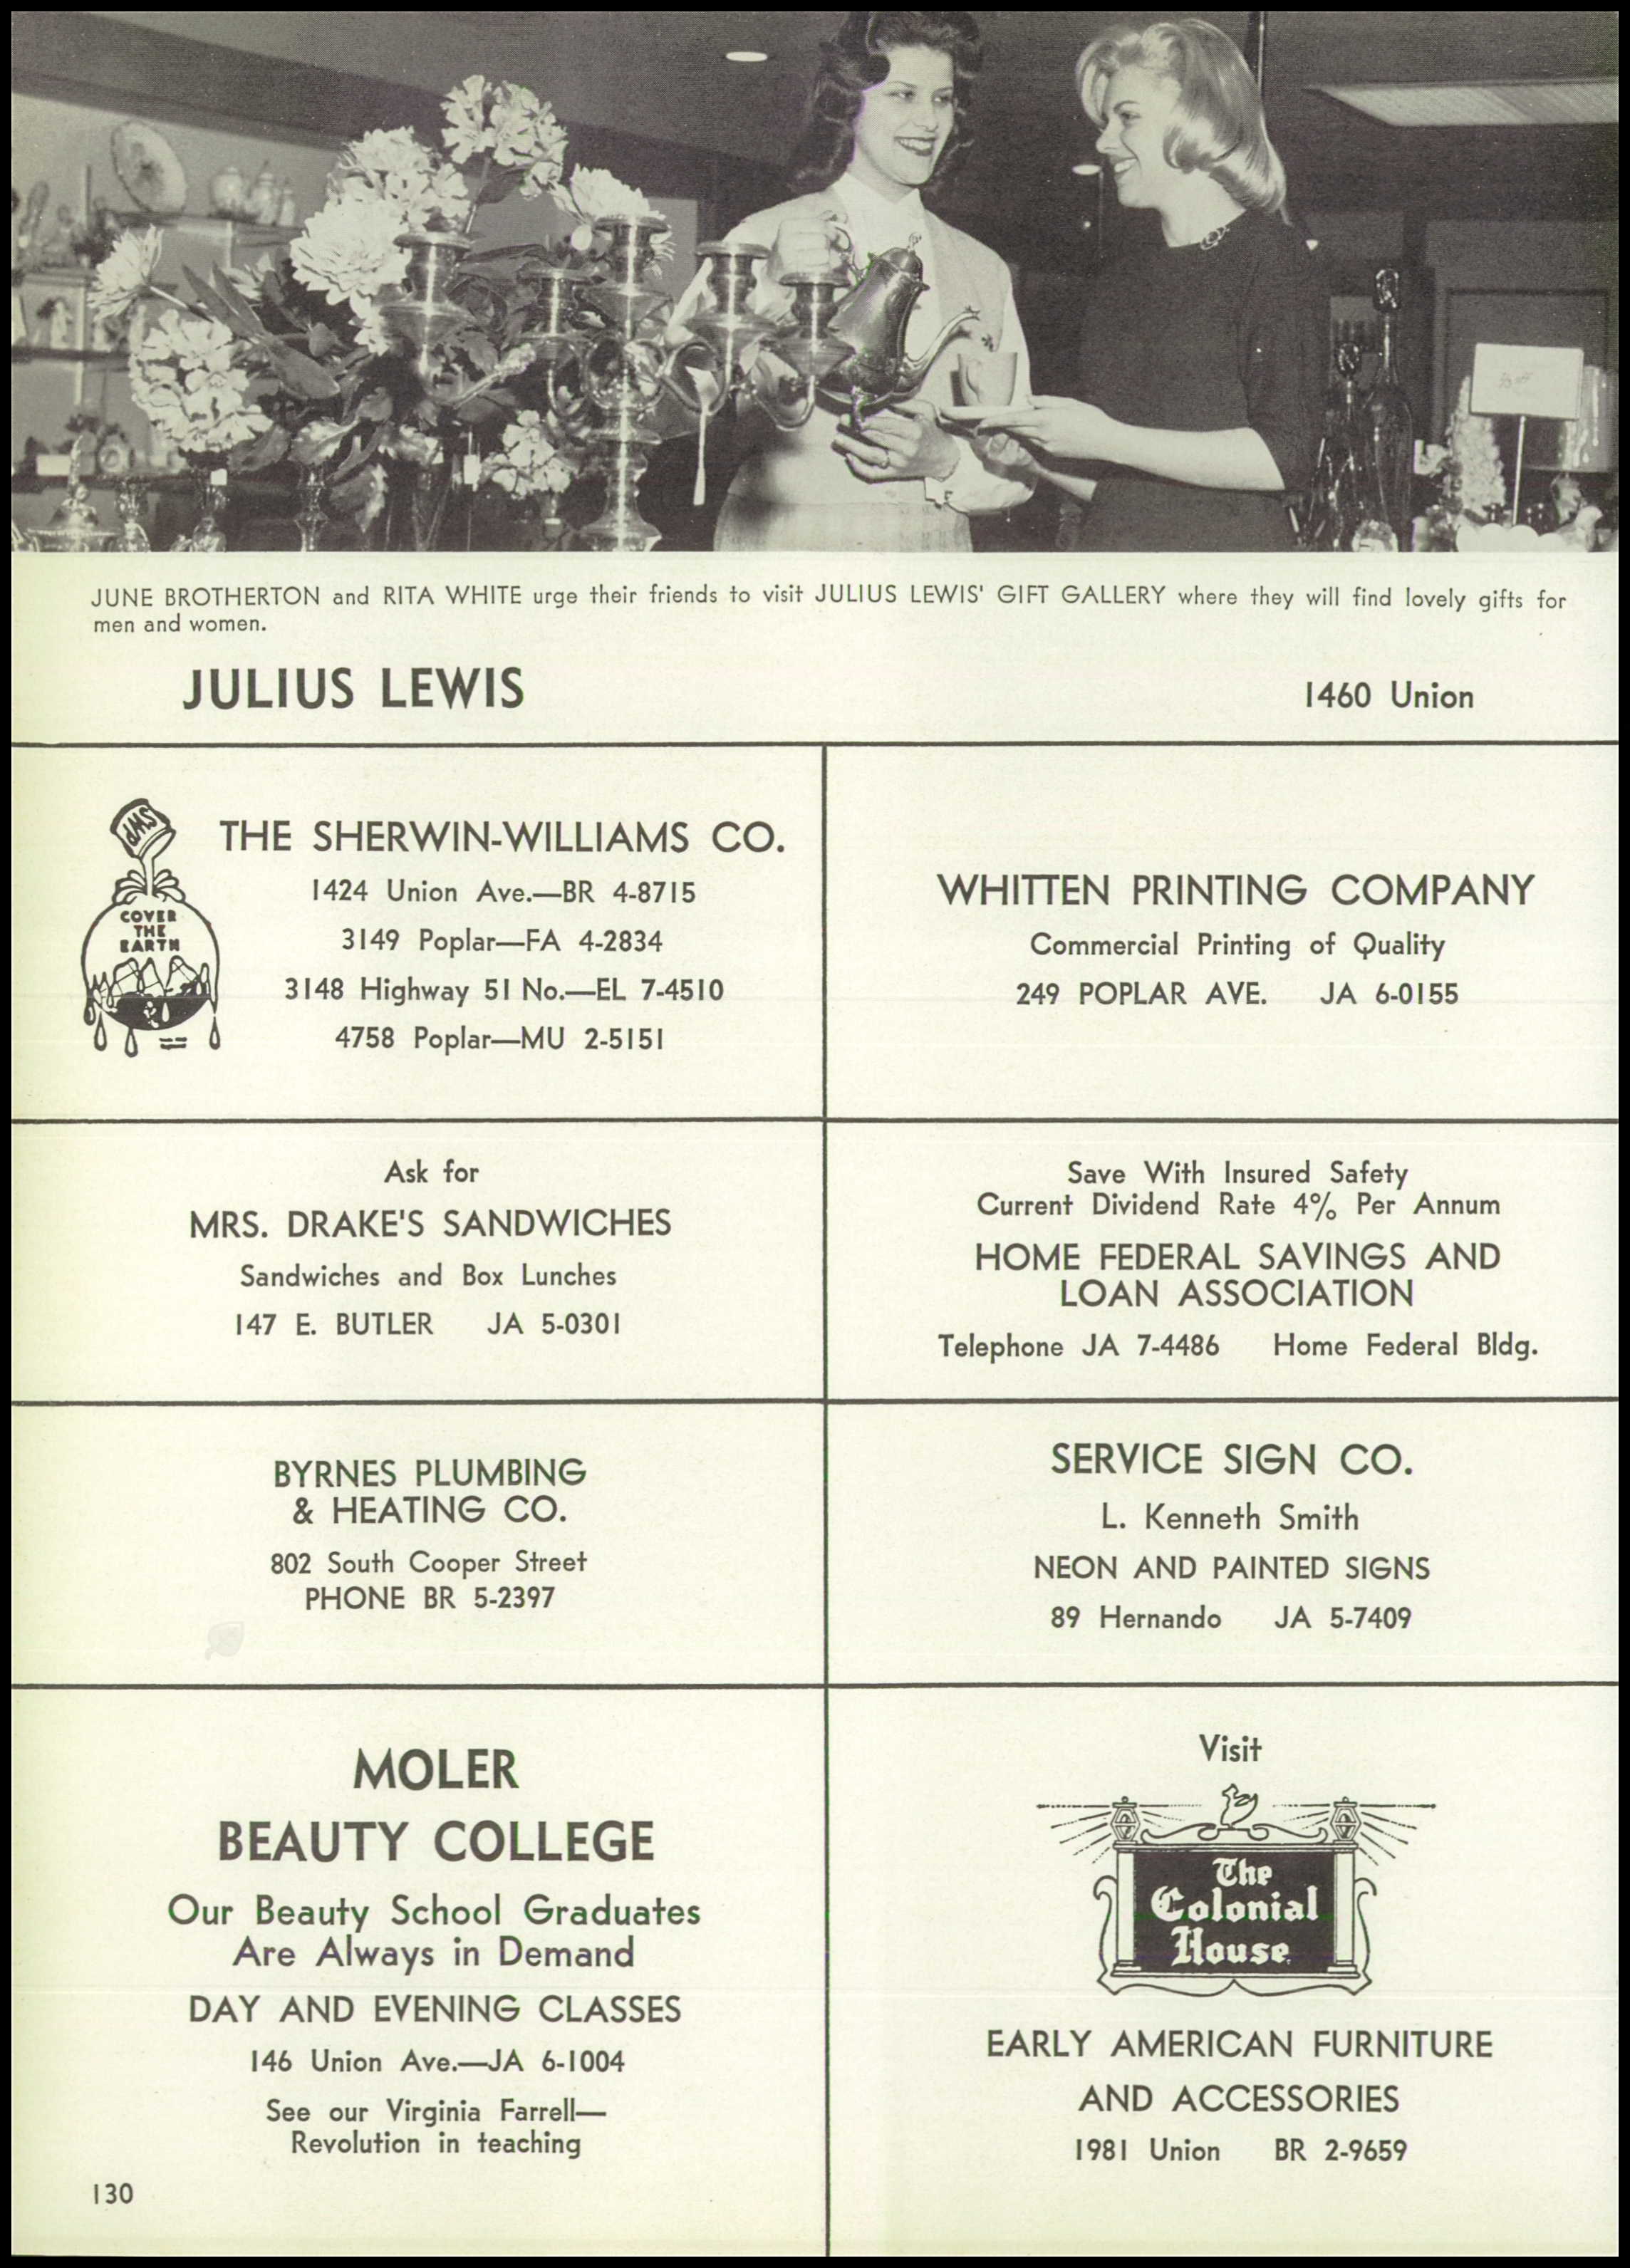 JUNE BROTHERTON and RITA WHITE urge their friends to visit JULIUS LEWIS' GIFT GALLERY where they will find lovely gifts for
men and women.
JULIUS LEWIS 1460 Union
SWP
COVER
THE
EARTH
THE SHERWIN-WILLIAMS CO.
1424 Union Ave.—BR 4-8715
3149 Poplar—FA 4-2834
3148 Highway 51 No.—EL 7-4510
4758 Poplar—MU 2-5151
WHITTEN PRINTING COMPANY
Commercial Printing of Quality
249 POPLAR AVE. JA 6-0155
Ask for
MRS. DRAKE'S SANDWICHES
Sandwiches and Box Lunches
147 E. BUTLER JA 5-0301
Save With Insured Safety
Current Dividend Rate 4% Per Annum
HOME FEDERAL SAVINGS AND
LOAN ASSOCIATION
Telephone JA 7-4486 Home Federal Bldg.
BYRNES PLUMBING
& HEATING CO.
802 South Cooper Street
PHONE BR 5-2397
SERVICE SIGN CO.
L. Kenneth Smith
NEON AND PAINTED SIGNS
89 Hernando JA 5-7409
MOLER
BEAUTY COLLEGE
Our Beauty School Graduates
Are Always in Demand
DAY AND EVENING CLASSES
146 Union Ave.—JA 6-1004
See our Virginia Farrell—
Revolution in teaching
Visit
The
Colonial
House
EARLY AMERICAN FURNITURE
AND ACCESSORIES
1981 Union BR 2-9659
130